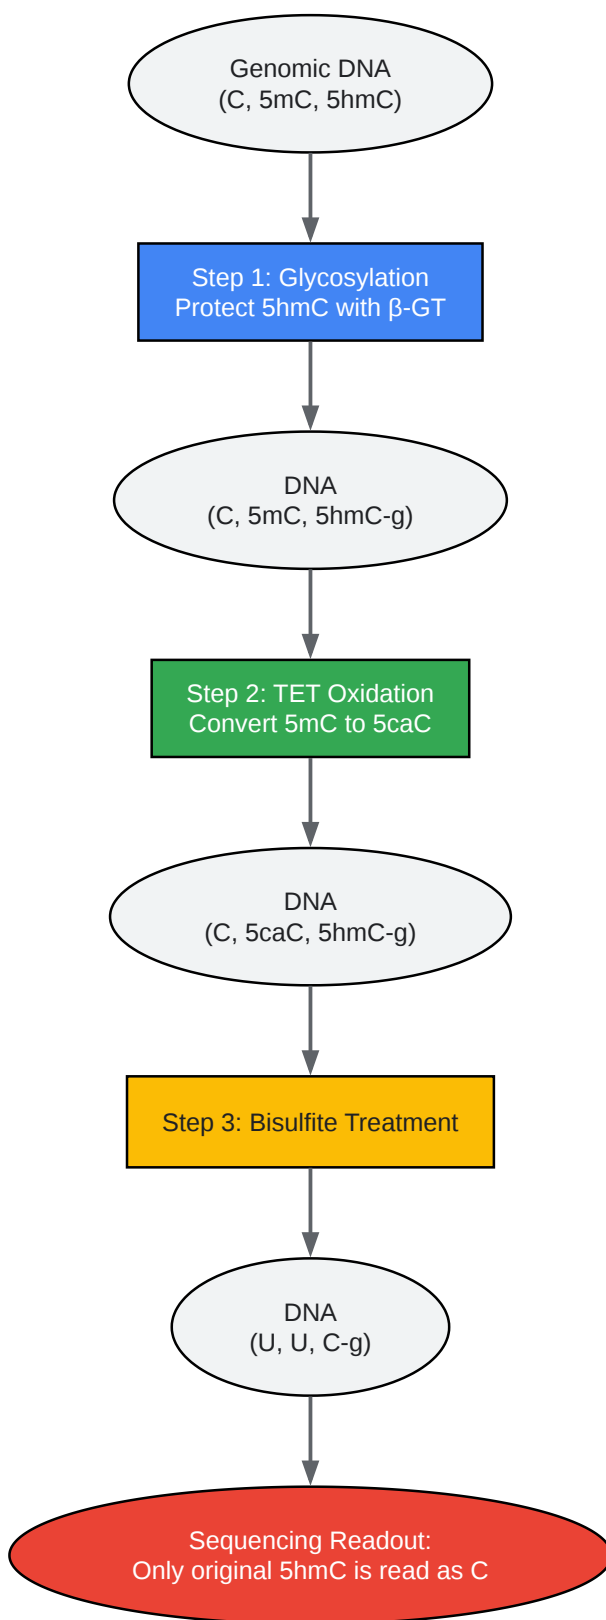 Genomic DNA
(C, 5mC, 5hmC)
Step 1: Glycosylation
Protect 5hmC with β-GT
DNA
(C, 5mC, 5hmC-g)
Step 2: TET Oxidation
Convert 5mC to 5caC
DNA
(C, 5caC, 5hmC-g)
Step 3: Bisulfite Treatment
DNA
(U, U, C-g)
Sequencing Readout:
Only original 5hmC is read as C